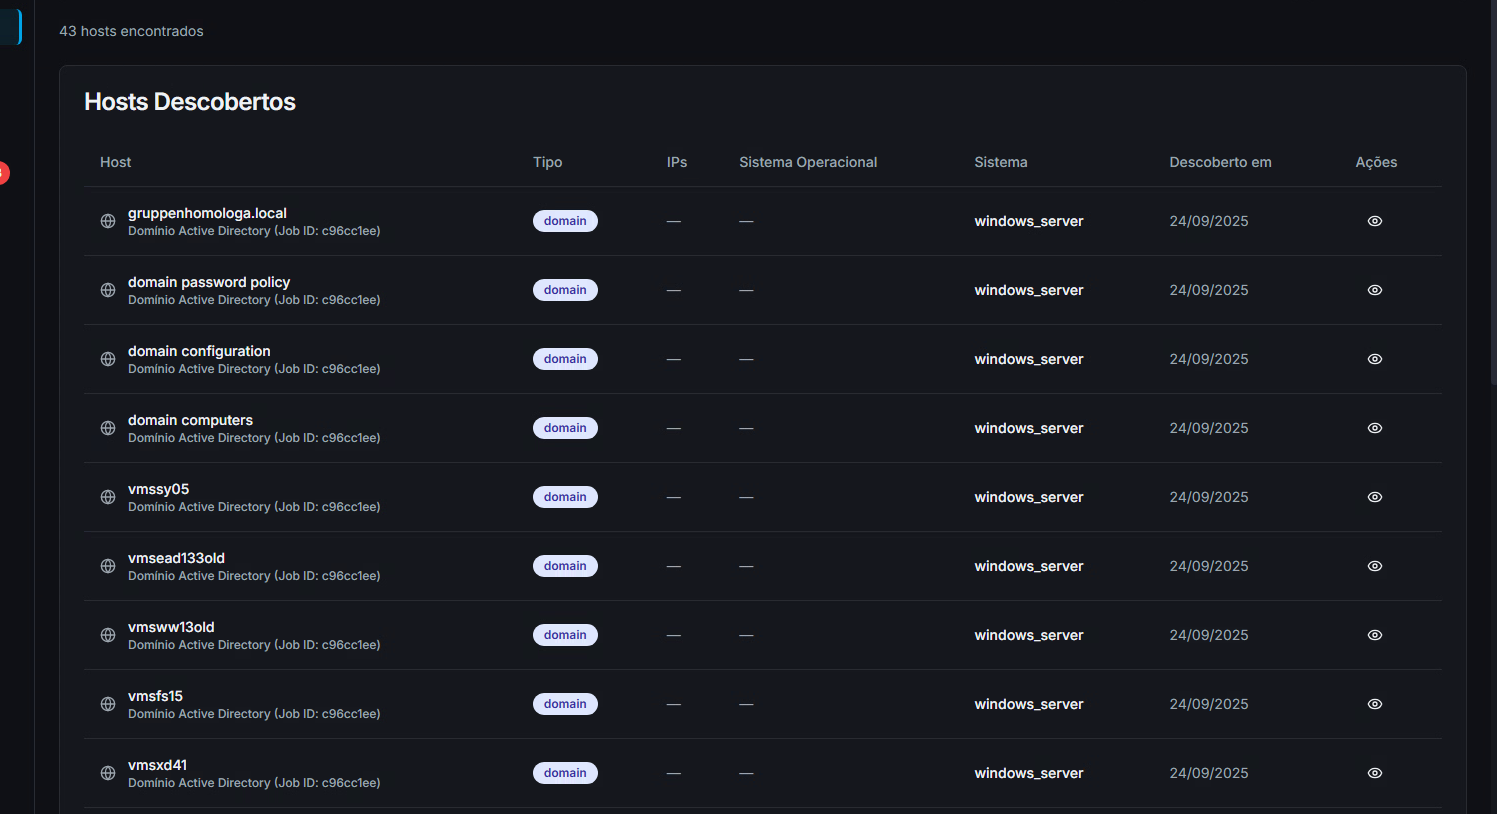 43 hosts encontrados
Hosts Descobertos
Host Tipo IPs Sistema Operacional Sistema Descoberto em Ações
gruppenhomologa.local
Domínio Active Directory (Job ID: c96cc1ee)
domain — — windows_server 24/09/2025
domain password policy
Domínio Active Directory (Job ID: c96cc1ee)
domain — — windows_server 24/09/2025
domain configuration
Domínio Active Directory (Job ID: c96cc1ee)
domain — — windows_server 24/09/2025
domain computers
Domínio Active Directory (Job ID: c96cc1ee)
domain — — windows_server 24/09/2025
vmssy05
Domínio Active Directory (Job ID: c96cc1ee)
domain — — windows_server 24/09/2025
vmsead133old
Domínio Active Directory (Job ID: c96cc1ee)
domain — — windows_server 24/09/2025
vmsww13old
Domínio Active Directory (Job ID: c96cc1ee)
domain — — windows_server 24/09/2025
vmsfs15
Domínio Active Directory (Job ID: c96cc1ee)
domain — — windows_server 24/09/2025
vmsxd41
Domínio Active Directory (Job ID: c96cc1ee)
domain — — windows_server 24/09/2025